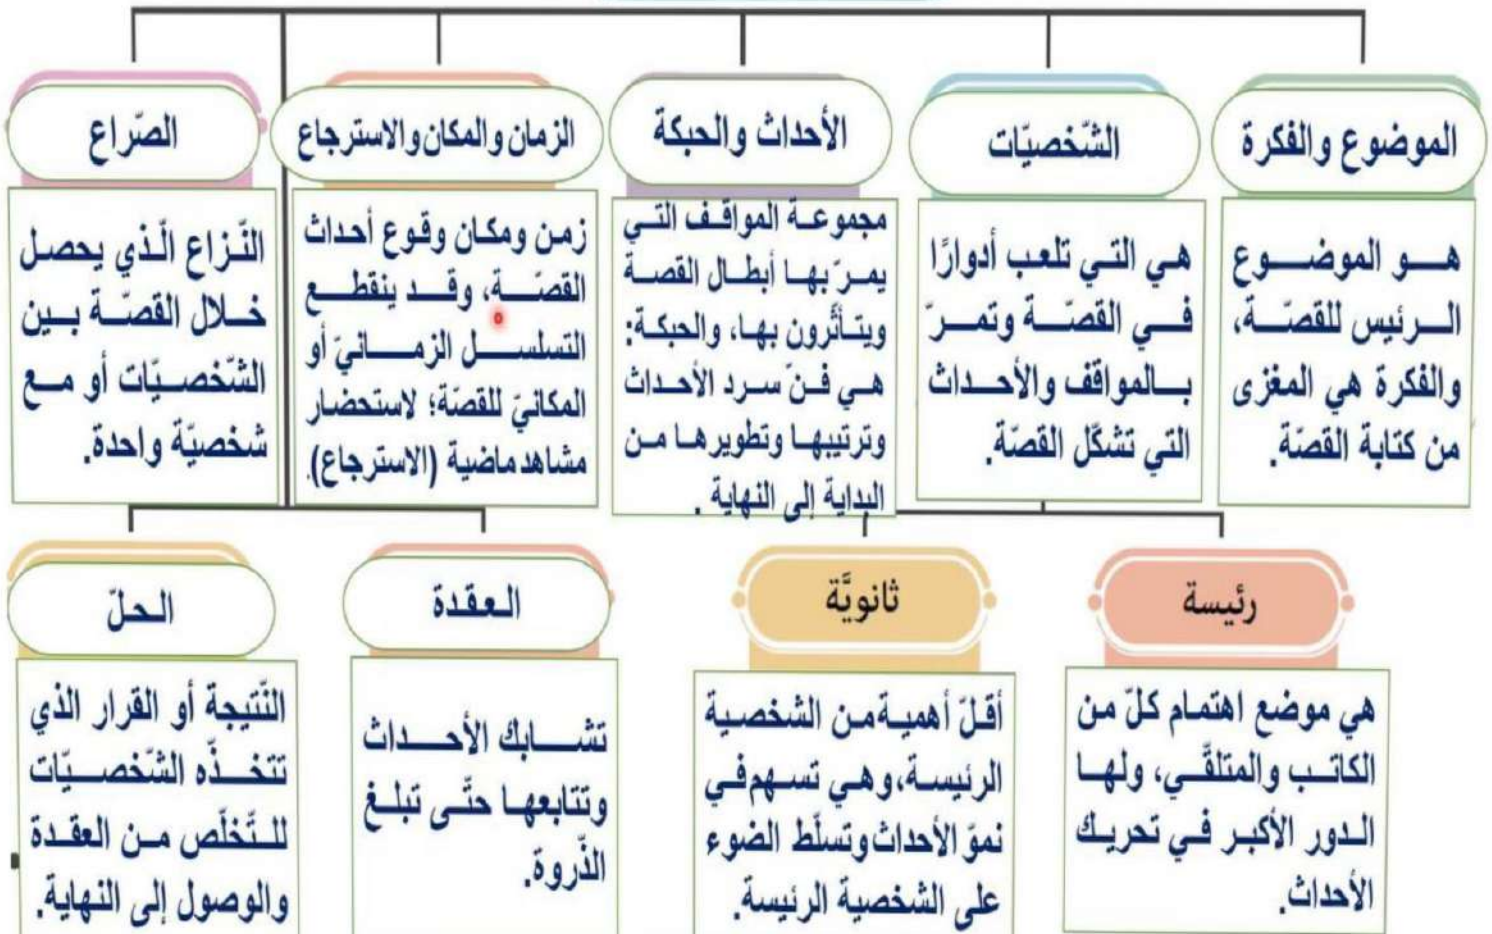 الموضوع والفكرة
هو الموضوع
الرئيس للقصّة،
والفكرة هي المغزى
من كتابة القصّة.
الشّخصيّات
هي التي تلعب أدوارًا
في القصّة وتمرّ
بالمواقف والأحداث
التي تشكّل القصّة.
الأحداث والحبكة
مجموعة المواقف التي
يمرّ بها أبطال القصة
ويتأثّرون بها، والحبكة:
هي فنّ سرد الأحداث
وترتيبها وتطويرها من
البداية إلى النهاية .
الزمان والمكان والاسترجاع
زمن ومكان وقوع أحداث
القصّة، وقد ينقطع
التسلسل الزمانيّ أو
المكانيّ للقصّة؛ لاستحضار
مشاهد ماضية (الاسترجاع).
الصّراع
النّزاع الّذي يحصل
خلال القصّة بين
الشّخصيّات أو مع
شخصيّة واحدة.
رئيسة
هي موضع اهتمام كلّ من
الكاتب والمتلقّي، ولها
الدور الأكبر في تحريك
الأحداث.
ثانويَّة
أقلّ أهمية من الشخصية
الرئيسة، وهي تسهم في
نموّ الأحداث وتسلّط الضوء
على الشخصية الرئيسة.
العقدة
تشابك الأحداث
وتتابعها حتّى تبلغ
الذّروة.
الحلّ
النّتيجة أو القرار الذي
تتخذّه الشّخصيّات
للتّخلّص من العقدة
والوصول إلى النهاية.